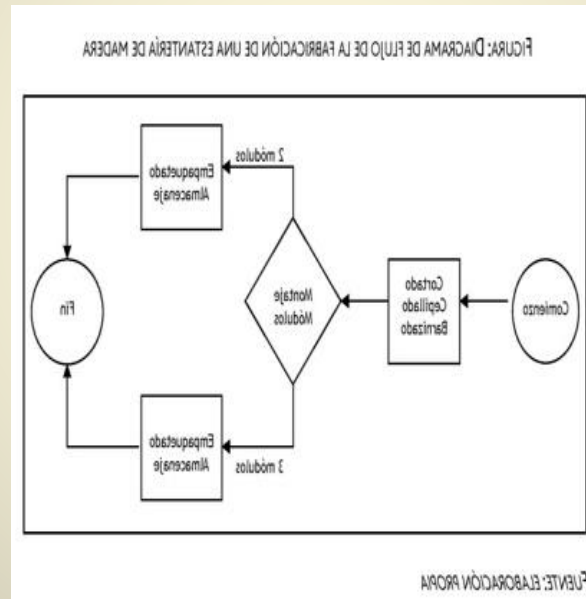 FIGURA: DIAGRAMA DE FLUJO DE LA FABRICACIÓN DE UNA ESTANTERÍA DE MADERA
Comienzo
Cortado
Cepillado
Barnizado
Montaje
Módulos
2 módulos
Empaquetado
Almacenaje
3 módulos
Empaquetado
Almacenaje
Fin
FUENTE: ELABORACIÓN PROPIA